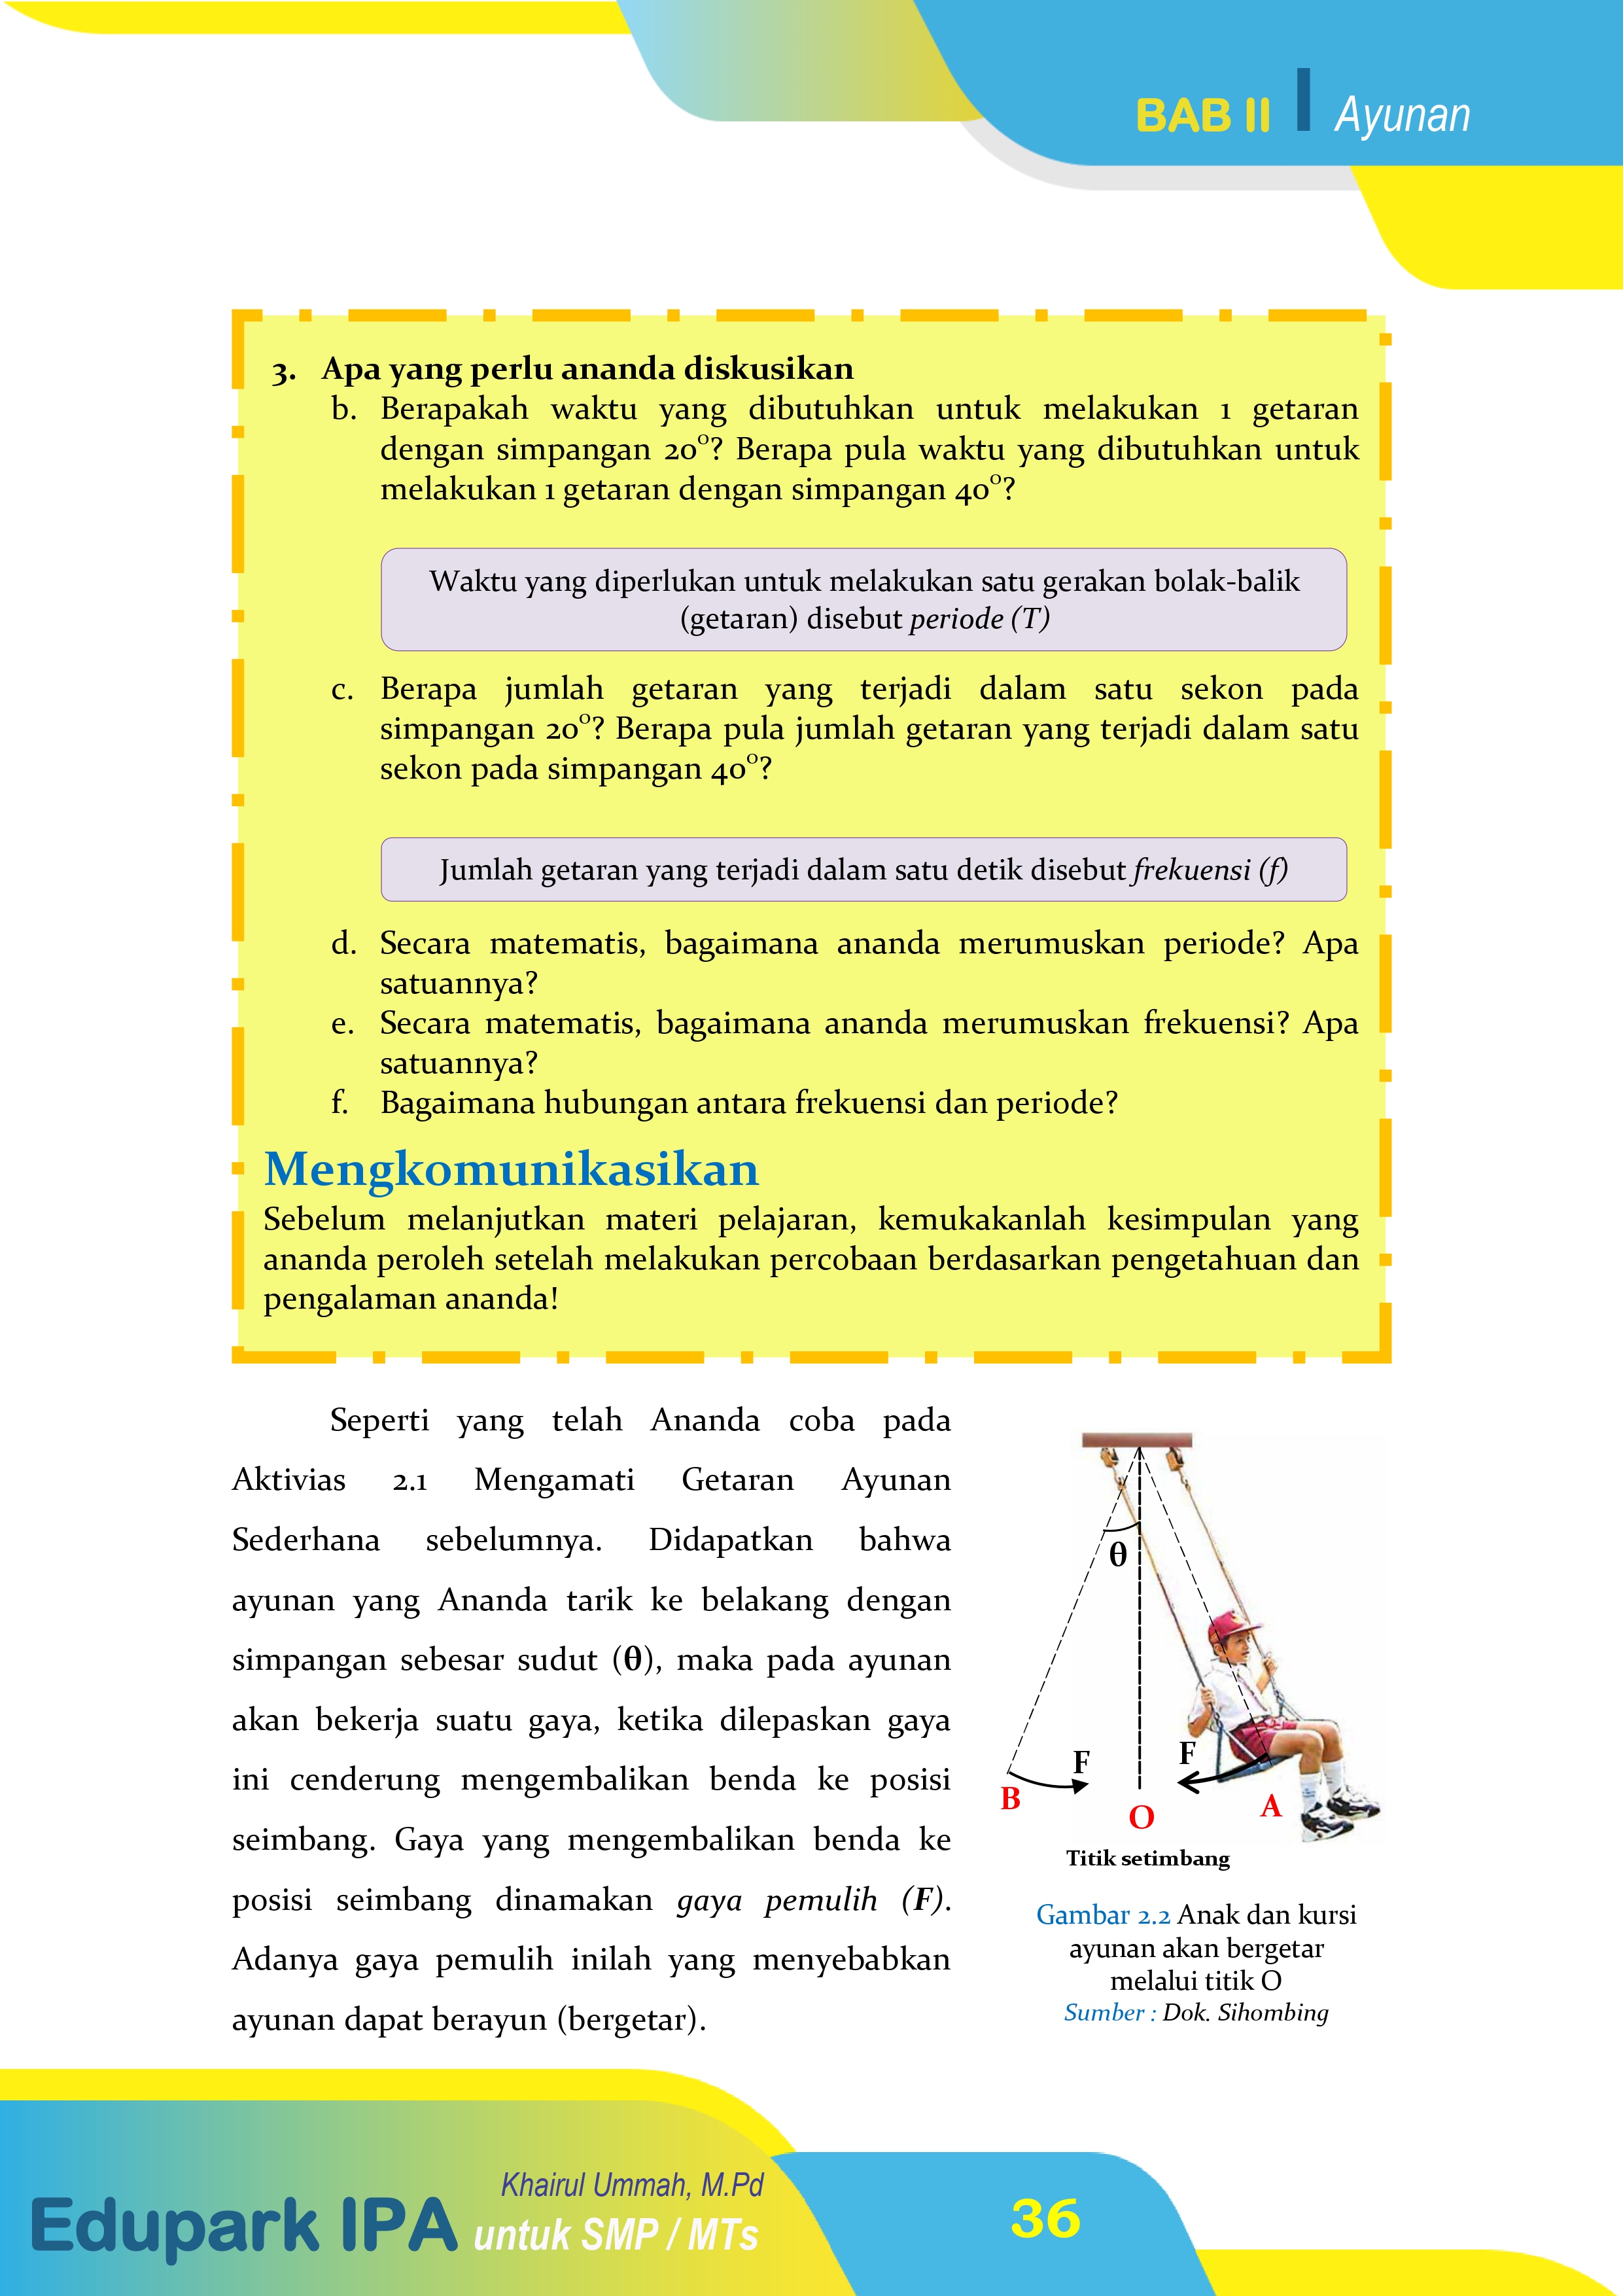 BAB II | Ayunan
3. Apa yang perlu ananda diskusikan
b. Berapakah waktu yang dibutuhkan untuk melakukan 1 getaran
dengan simpangan 20⁰? Berapa pula waktu yang dibutuhkan untuk
melakukan 1 getaran dengan simpangan 40⁰?
Waktu yang diperlukan untuk melakukan satu gerakan bolak-balik
(getaran) disebut periode (T)
c. Berapa jumlah getaran yang terjadi dalam satu sekon pada
simpangan 20⁰? Berapa pula jumlah getaran yang terjadi dalam satu
sekon pada simpangan 40⁰?
Jumlah getaran yang terjadi dalam satu detik disebut frekuensi (f)
d. Secara matematis, bagaimana ananda merumuskan periode? Apa
satuannya?
e. Secara matematis, bagaimana ananda merumuskan frekuensi? Apa
satuannya?
f. Bagaimana hubungan antara frekuensi dan periode?
Mengkomunikasikan
Sebelum melanjutkan materi pelajaran, kemukakanlah kesimpulan yang
ananda peroleh setelah melakukan percobaan berdasarkan pengetahuan dan
pengalaman ananda!
Seperti yang telah Ananda coba pada
Aktivias 2.1 Mengamati Getaran Ayunan
Sederhana sebelumnya. Didapatkan bahwa
ayunan yang Ananda tarik ke belakang dengan
simpangan sebesar sudut (θ), maka pada ayunan
akan bekerja suatu gaya, ketika dilepaskan gaya
ini cenderung mengembalikan benda ke posisi
seimbang. Gaya yang mengembalikan benda ke
posisi seimbang dinamakan gaya pemulih (F).
Adanya gaya pemulih inilah yang menyebabkan
ayunan dapat berayun (bergetar).
θ
F
F
B
O
A
Titik setimbang
Gambar 2.2 Anak dan kursi
ayunan akan bergetar
melalui titik O
Sumber : Dok. Sihombing
Khairul Ummah, M.Pd
Edupark IPA untuk SMP / MTs
36